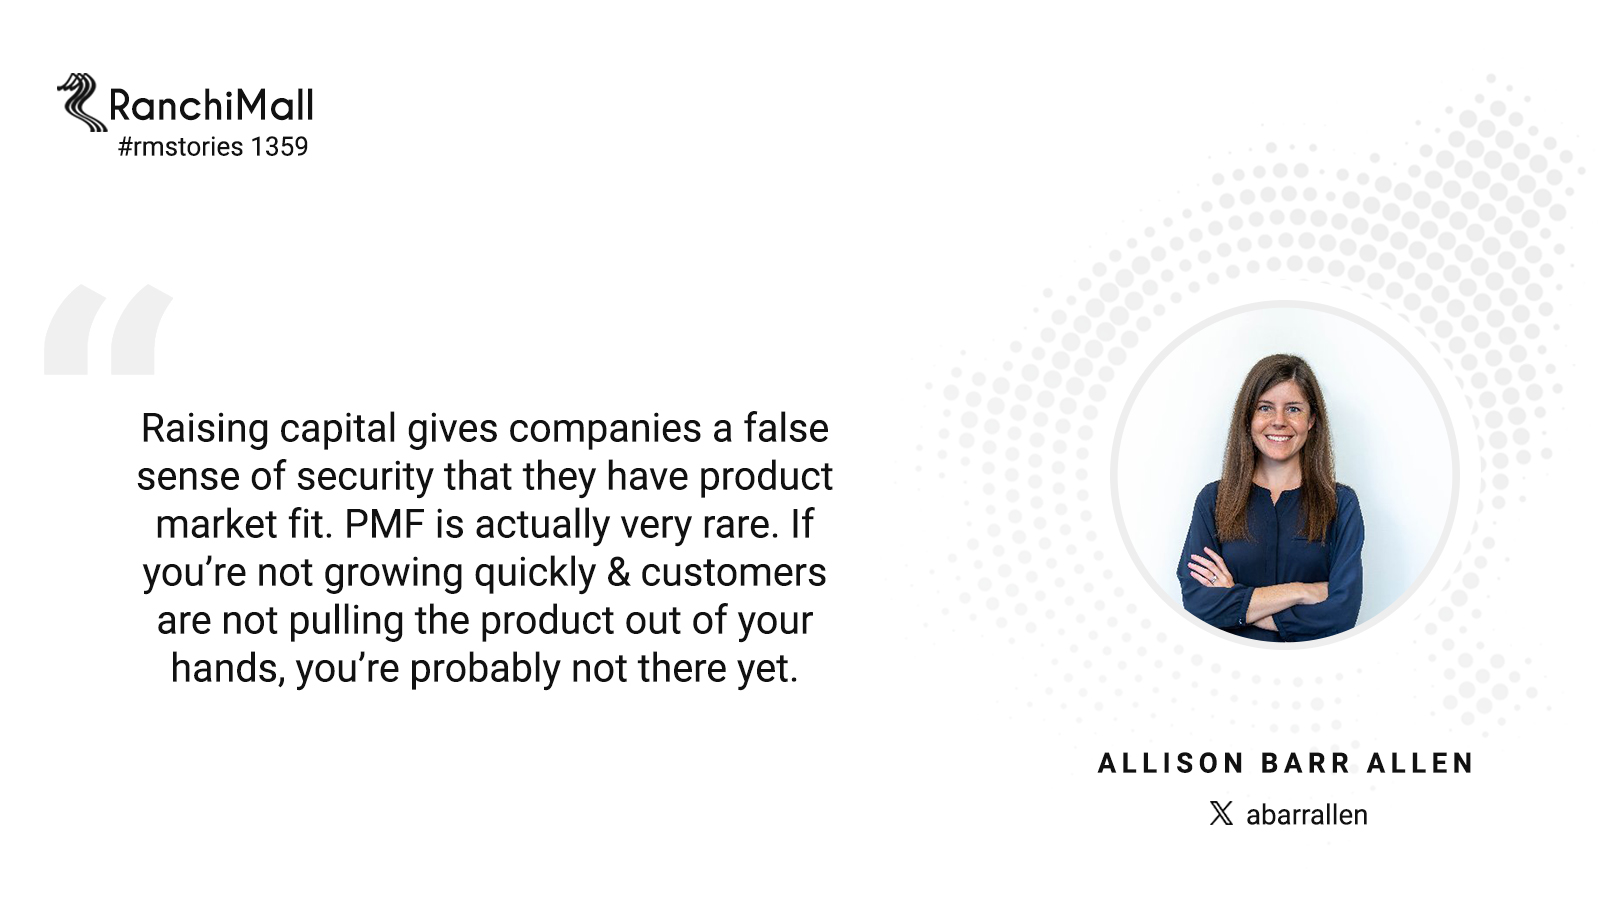 RanchiMall
#rmstories 1359
“
Raising capital gives companies a false
sense of security that they have product
market fit. PMF is actually very rare. If
you’re not growing quickly & customers
are not pulling the product out of your
hands, you’re probably not there yet.
ALLISON BARR ALLEN
𝕏 abarrallen